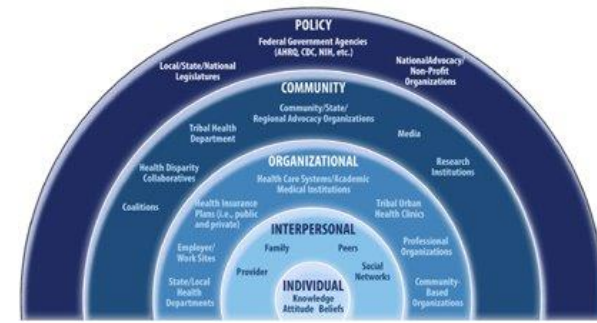 POLICY
Federal Government Agencies
(AHRQ, CDC, NIH, etc.)
Local/State/National
Legislatures
NationalAdvocacy/
Non-Profit
Organizations
COMMUNITY
Community/State/
Regional Advocacy Organizations
Tribal Health
Department
Media
Health Disparity
Collaboratives
Research
Institutions
Coalitions
ORGANIZATIONAL
Health Care Systems/Academic
Medical Institutions
Health Insurance
Plans (i.e., public
and private)
Tribal Urban
Health Clinics
Employer/
Work Sites
Professional
Organizations
State/Local
Health
Departments
Community-
Based
Organizations
INTERPERSONAL
Family
Peers
Provider
Social
Networks
INDIVIDUAL
Knowledge
Attitude Beliefs